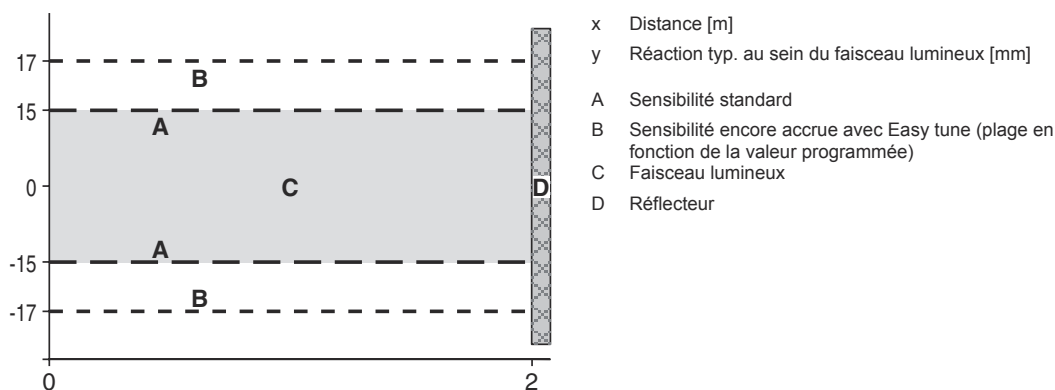 17
B
15
A
0
C
D
A
-15
B
-17
0
2
x Distance [m]
y Réaction typ. au sein du faisceau lumineux [mm]
A Sensibilité standard
B Sensibilité encore accrue avec Easy tune (plage en
fonction de la valeur programmée)
C Faisceau lumineux
D Réflecteur